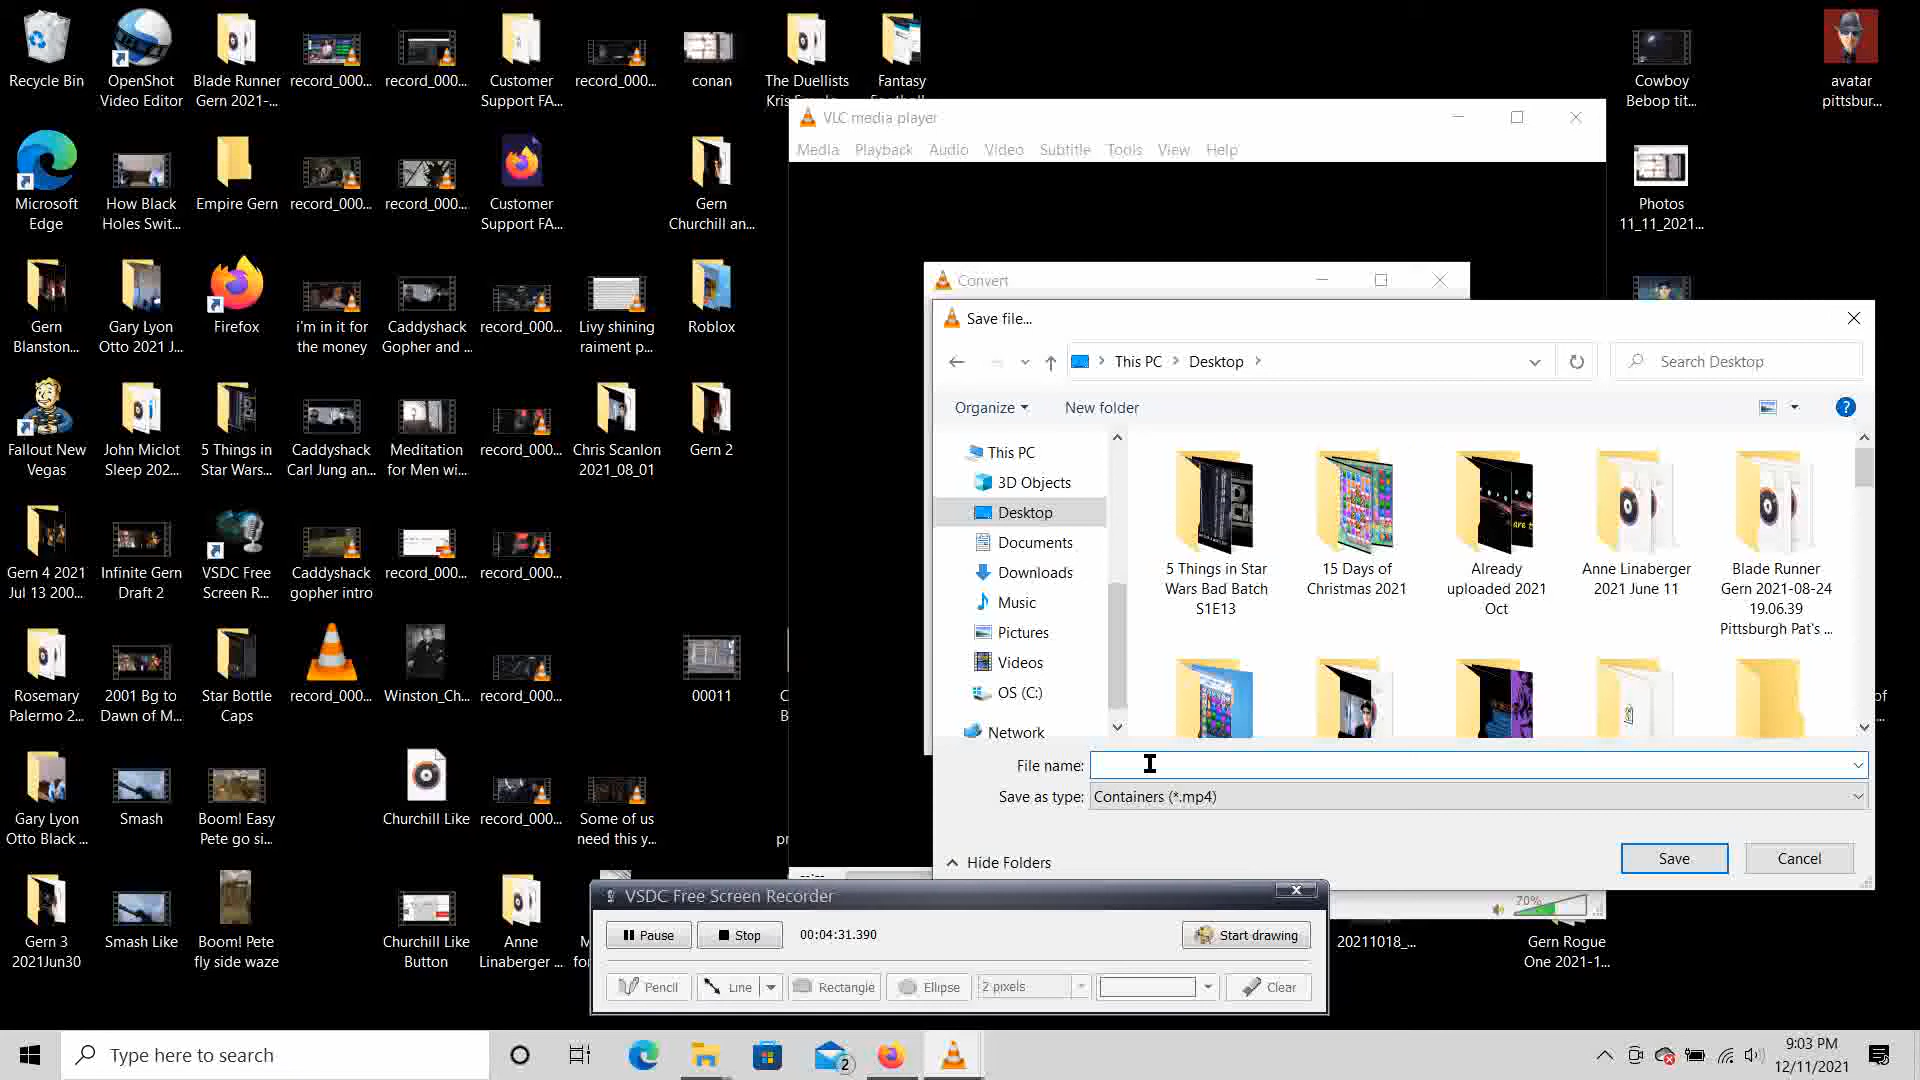 Recycle Bin
OpenShot
Video Editor
Blade Runner
Gern 2021-...
record_000...
record_000...
Customer
Support FA...
record_000...
conan
The Duellists
Fantasy
Cowboy
Bebop tit...
avatar
pittsbur...
VLC media player
Media Playback Audio Video Subtitle Tools View Help
Microsoft
Edge
How Black
Holes Swit...
Empire Gern
record_000...
record_000...
Customer
Support FA...
Gern
Churchill an...
Photos
11_11_2021...
Gern
Blanston...
Gary Lyon
Otto 2021 J...
Firefox
i'm in it for
the money
Caddyshack
Gopher and ...
record_000...
Livy shining
raiment p...
Roblox
Convert
Save file...
This PC
Desktop
Search Desktop
Organize
New folder
?
This PC
3D Objects
Desktop
Documents
Downloads
Music
Pictures
Videos
OS (C:)
Network
5 Things in
Star Wars Bad Batch
S1E13
15 Days of
Christmas 2021
Already
uploaded 2021
Oct
Anne Linaberger
2021 June 11
Blade Runner
Gern 2021-08-24
19.06.39
Pittsburgh Pat's ...
File name:
Save as type: Containers (*.mp4)
Hide Folders
Save
Cancel
Fallout New
Vegas
John Miclot
Sleep 202...
5 Things in
Star Wars...
Caddyshack
Carl Jung an...
Meditation
for Men wi...
record_000...
Chris Scanlon
2021_08_01
Gern 2
Gern 4 2021
Jul 13 200...
Infinite Gern
Draft 2
VSDC Free
Screen R...
Caddyshack
gopher intro
record_000...
record_000...
Rosemary
Palermo 2...
2001 Bg to
Dawn of M...
Star Bottle
Caps
record_000...
Winston_Ch...
record_000...
00011
Gary Lyon
Otto Black ...
Smash
Boom! Easy
Pete go si...
Churchill Like
record_000...
Some of us
need this y...
Gern 3
2021Jun30
Smash Like
Boom! Pete
fly side waze
Churchill Like
Button
Anne
Linaberger ...
VSDC Free Screen Recorder
Pause
Stop
00:04:31.390
Start drawing
Pencil
Line
Rectangle
Ellipse
2 pixels
Clear
70%
20211018_...
Gern Rogue
One 2021-1...
Type here to search
2
9:03 PM
12/11/2021